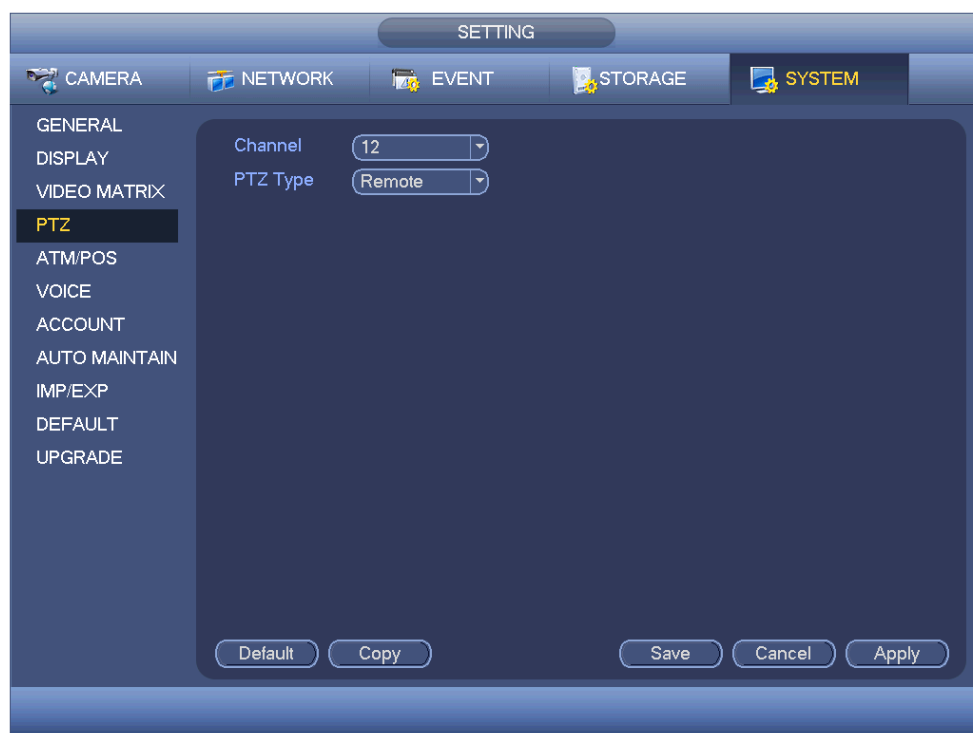 SETTING
CAMERA NETWORK EVENT STORAGE SYSTEM
GENERAL
DISPLAY
VIDEO MATRIX
PTZ
ATM/POS
VOICE
ACCOUNT
AUTO MAINTAIN
IMP/EXP
DEFAULT
UPGRADE
Channel 12
PTZ Type Remote
Default Copy Save Cancel Apply